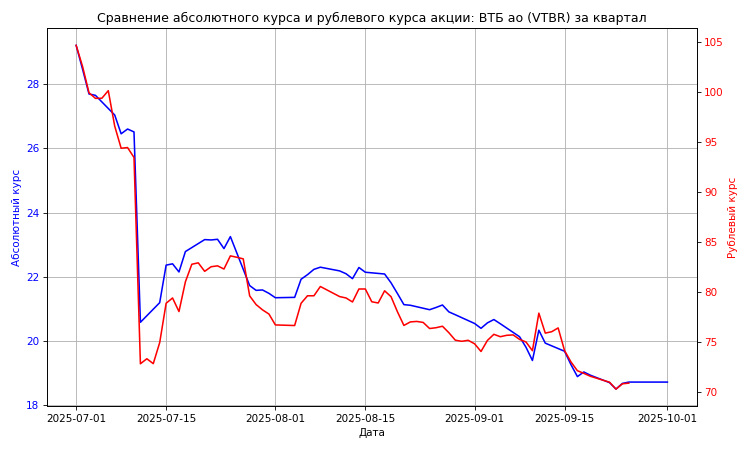 Сравнение абсолютного курса и рублевого курса акции: ВТБ ао (VTBR) за квартал
Абсолютный курс
28
26
24
22
20
18
105
100
95
90
85
80
75
70
Рублевый курс
2025-07-01 2025-07-15 2025-08-01 2025-08-15 2025-09-01 2025-09-15 2025-10-01
Дата